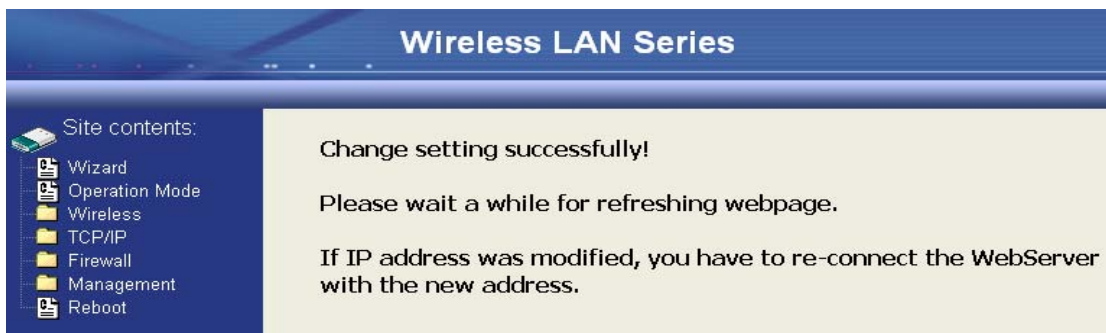 Wireless LAN Series
Site contents:
Wizard
Operation Mode
Wireless
TCP/IP
Firewall
Management
Reboot
Change setting successfully!
Please wait a while for refreshing webpage.
If IP address was modified, you have to re-connect the WebServer
with the new address.